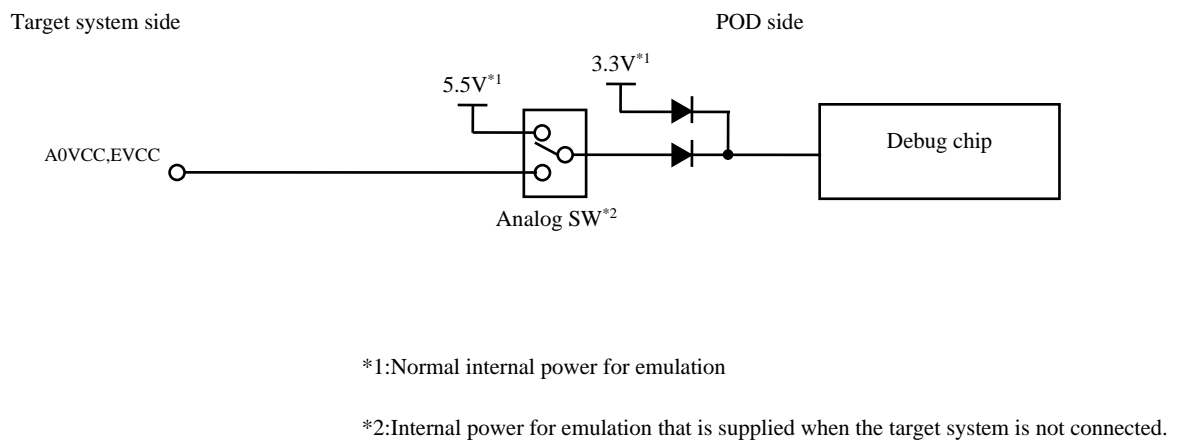 Target system side
POD side
3.3V*1
5.5V*1
A0VCC,EVCC
Debug chip
Analog SW*2
*1:Normal internal power for emulation
*2:Internal power for emulation that is supplied when the target system is not connected.